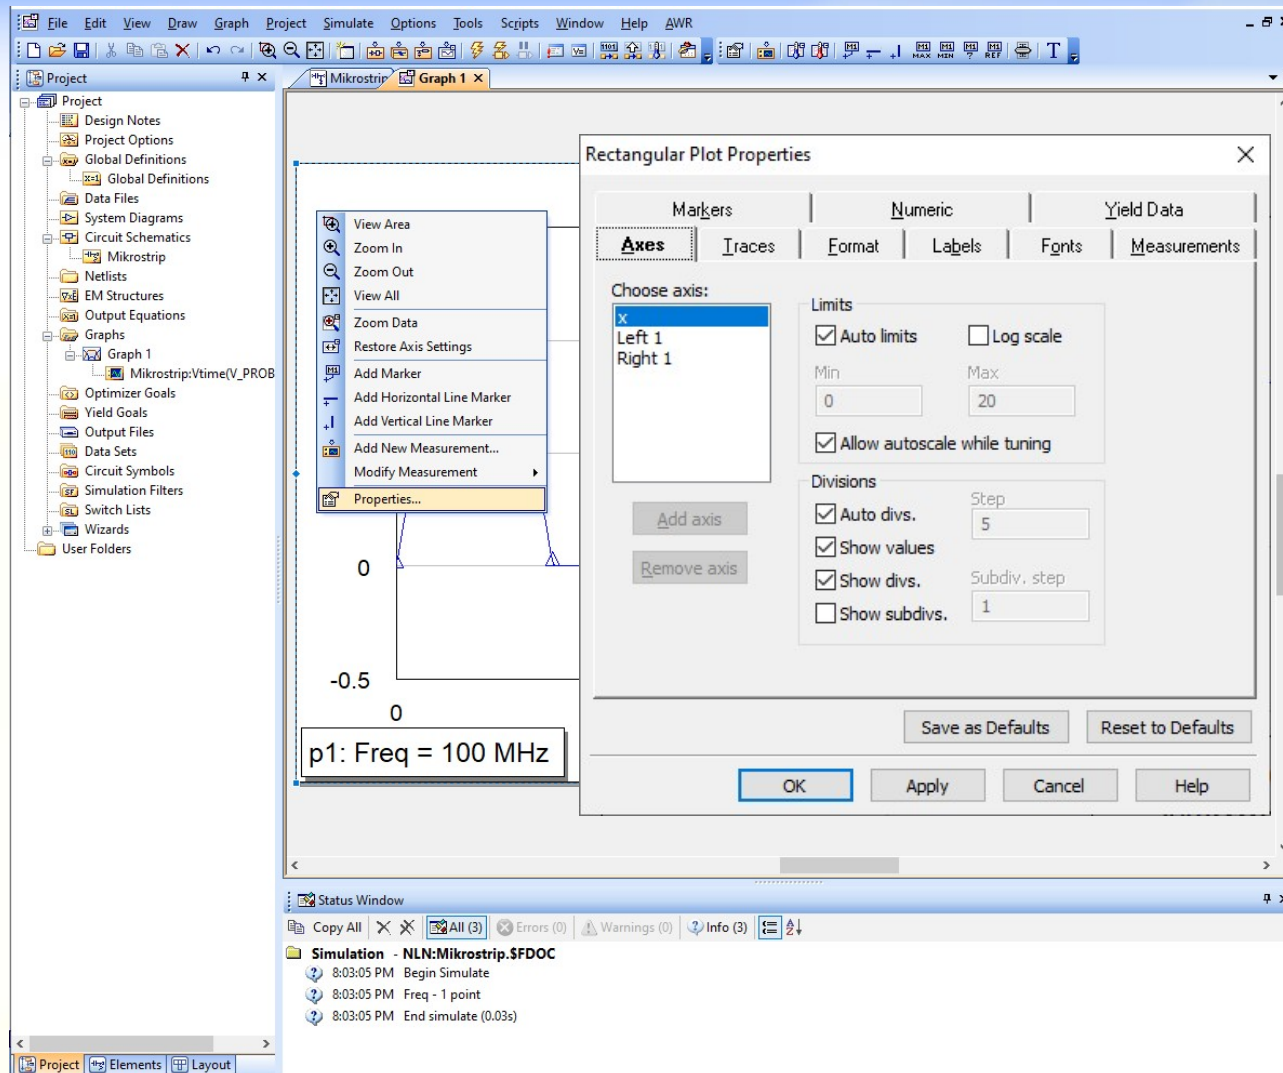 File Edit View Draw Graph Project Simulate Options Tools Scripts Window Help AWR
Project
Project
Design Notes
Project Options
Global Definitions
Global Definitions
Data Files
System Diagrams
Circuit Schematics
Mikrostrip
Netlists
EM Structures
Output Equations
Graphs
Graph 1
Mikrostrip:Vtime(V_PROB
Optimizer Goals
Yield Goals
Output Files
Data Sets
Circuit Symbols
Simulation Filters
Switch Lists
Wizards
User Folders
Project Elements Layout
Mikrostrip Graph 1
View Area
Zoom In
Zoom Out
View All
Zoom Data
Restore Axis Settings
Add Marker
Add Horizontal Line Marker
Add Vertical Line Marker
Add New Measurement...
Modify Measurement
Properties...
0
-0.5
0
p1: Freq = 100 MHz
Rectangular Plot Properties
Markers Numeric Yield Data
Axes Traces Format Labels Fonts Measurements
Choose axis:
x
Left 1
Right 1
Add axis
Remove axis
Limits
Auto limits Log scale
Min Max
0 20
Allow autoscale while tuning
Divisions
Auto divs. Step
5
Show values
Show divs. Subdiv. step
Show subdivs. 1
Save as Defaults Reset to Defaults
OK Apply Cancel Help
Status Window
Copy All All (3) Errors (0) Warnings (0) Info (3)
Simulation - NLN:Mikrostrip.$FDOC
8:03:05 PM Begin Simulate
8:03:05 PM Freq - 1 point
8:03:05 PM End simulate (0.03s)